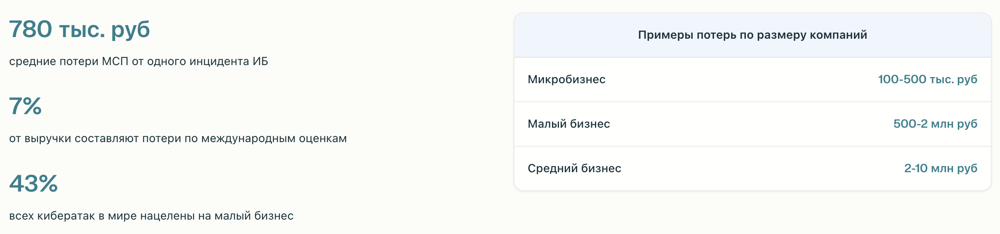 780 тыс. руб
средние потери МСП от одного инцидента ИБ
7%
от выручки составляют потери по международным оценкам
43%
всех кибератак в мире нацелены на малый бизнес
Примеры потерь по размеру компаний
Микробизнес 100-500 тыс. руб
Малый бизнес 500-2 млн руб
Средний бизнес 2-10 млн руб